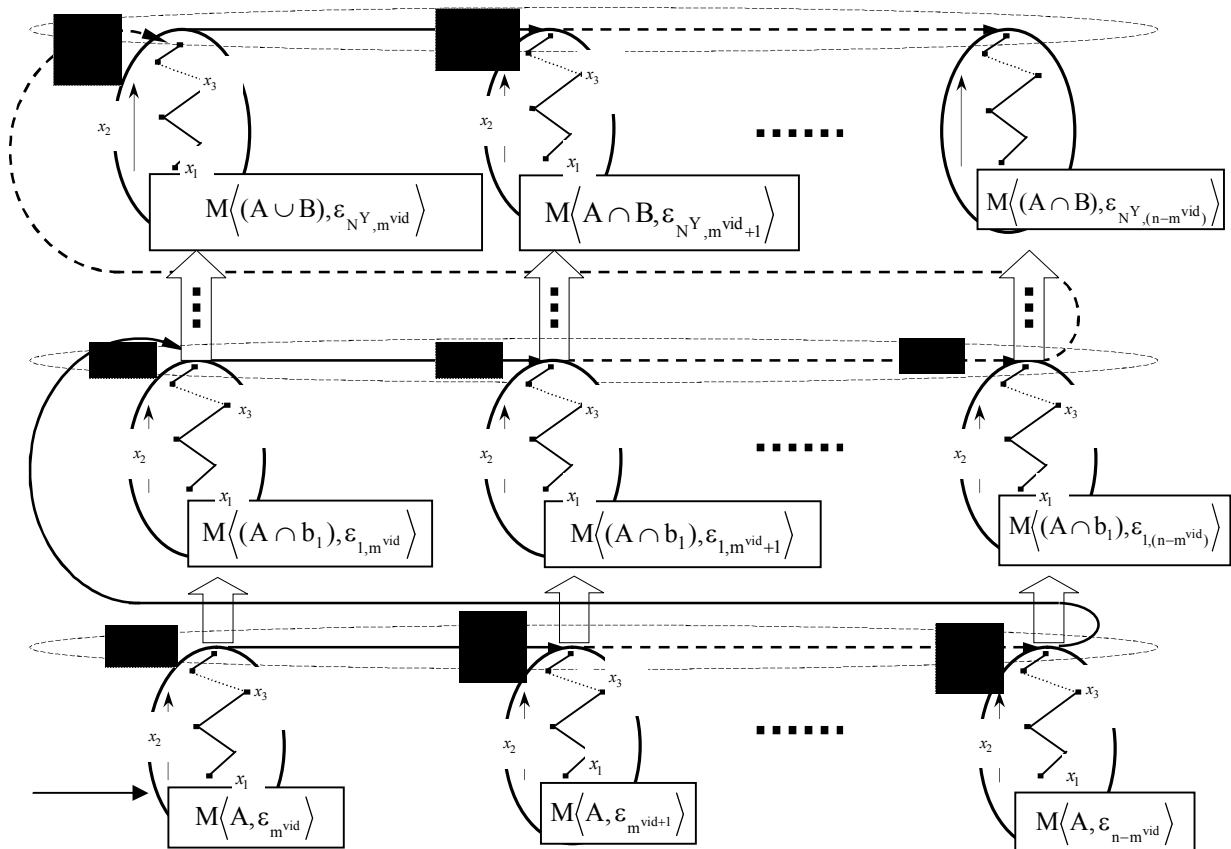 x₃
x₂
x₁
M⟨(A ∪ B), ε_{N^Y, m^{vid}}⟩
x₂
x₁
M⟨A ∩ B, ε_{N^Y, m^{vid}+1}⟩
M⟨(A ∩ B), ε_{N^Y, (n−m^{vid})}⟩
x₃
x₂
x₁
M⟨(A ∩ b₁), ε_{1, m^{vid}}⟩
x₃
x₂
x₁
M⟨(A ∩ b₁), ε_{1, m^{vid}+1}⟩
x₃
x₂
x₁
M⟨(A ∩ b₁), ε_{1, (n−m^{vid})}⟩
x₃
x₂
x₁
M⟨A, ε_{m^{vid}}⟩
x₃
x₂
x₁
M⟨A, ε_{m^{vid+1}}⟩
x₃
x₂
x₁
M⟨A, ε_{n−m^{vid}}⟩